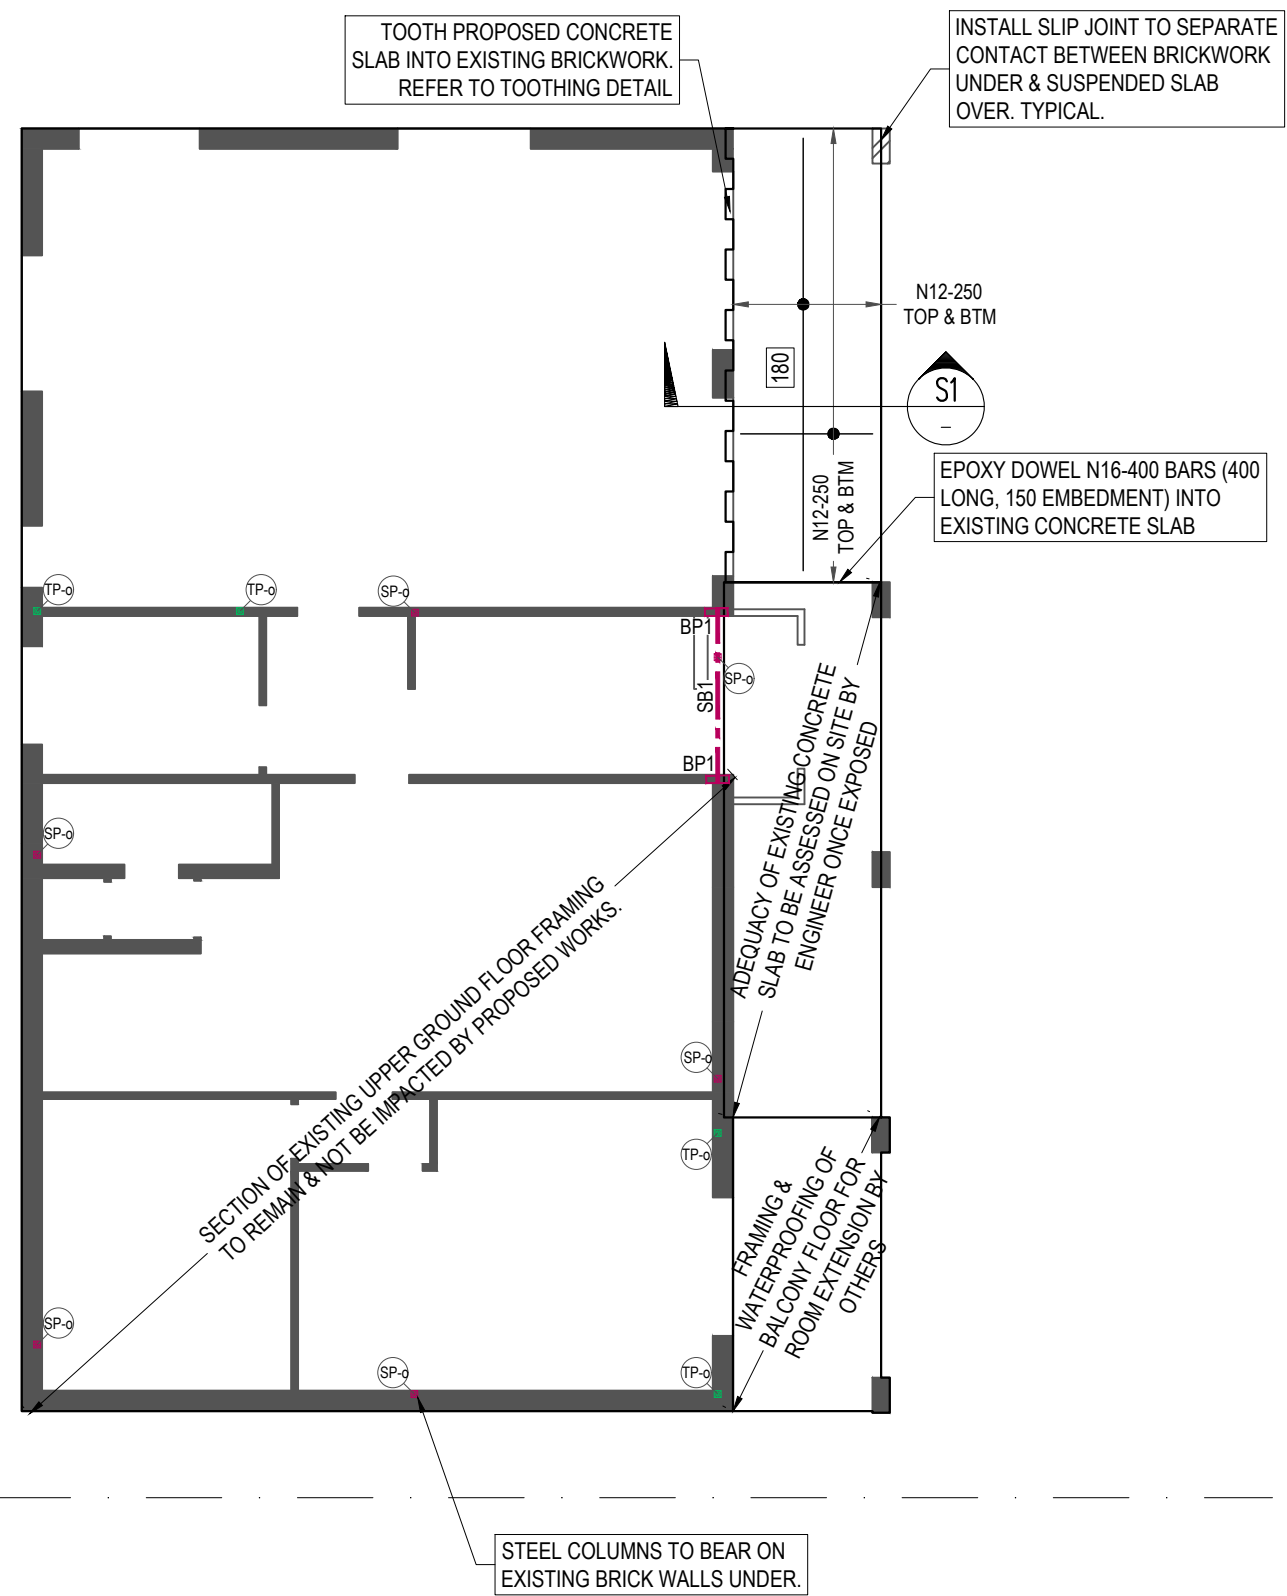 TOOTH PROPOSED CONCRETE
SLAB INTO EXISTING BRICKWORK.
REFER TO TOOTHING DETAIL
INSTALL SLIP JOINT TO SEPARATE
CONTACT BETWEEN BRICKWORK
UNDER & SUSPENDED SLAB
OVER. TYPICAL.
N12-250
TOP & BTM
180
S1
–
EPOXY DOWEL N16-400 BARS (400
LONG, 150 EMBEDMENT) INTO
EXISTING CONCRETE SLAB
N12-250
TOP & BTM
TP-o
TP-o
SP-o
BP1
SP-o
SB1
BP1
ADEQUACY OF EXISTING CONCRETE
SLAB TO BE ASSESSED ON SITE BY
ENGINEER ONCE EXPOSED
SP-o
SECTION OF EXISTING UPPER GROUND FLOOR FRAMING
TO REMAIN & NOT BE IMPACTED BY PROPOSED WORKS.
SP-o
TP-o
FRAMING &
WATERPROOFING OF
BALCONY FLOOR FOR
ROOM EXTENSION BY
OTHERS
SP-o
SP-o
TP-o
STEEL COLUMNS TO BEAR ON
EXISTING BRICK WALLS UNDER.